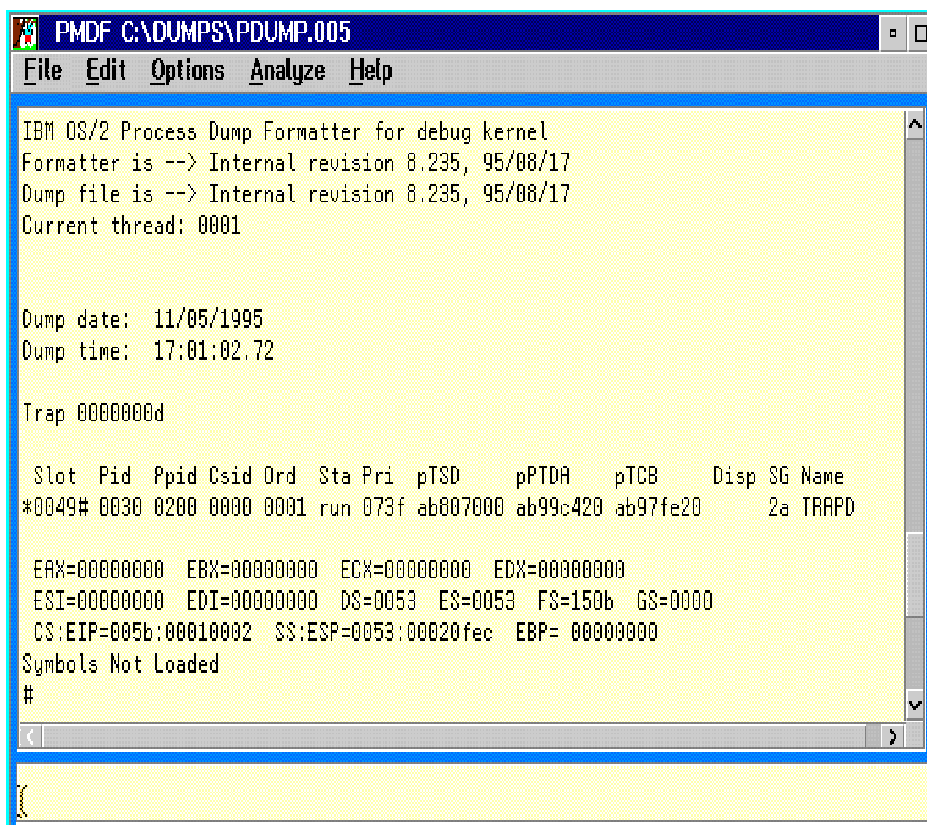 PMDF C:\DUMPS\PDUMP.005
File Edit Options Analyze Help
IBM OS/2 Process Dump Formatter for debug kernel
Formatter is --> Internal revision 8.235, 95/08/17
Dump file is --> Internal revision 8.235, 95/08/17
Current thread: 0001
Dump date: 11/05/1995
Dump time: 17:01:02.72
Trap 0000000d
Slot Pid Ppid Csid Ord Sta Pri pTSD pPTDA pTCB Disp SG Name
*0049# 0030 0200 0000 0001 run 073f ab807000 ab99c420 ab97fe20 2a TRAPD
EAX=00000000 EBX=00000000 ECX=00000000 EDX=00000000
ESI=00000000 EDI=00000000 DS=0053 ES=0053 FS=150b GS=0000
CS:EIP=005b:00010002 SS:ESP=0053:00020fec EBP= 00000000
Symbols Not Loaded
#